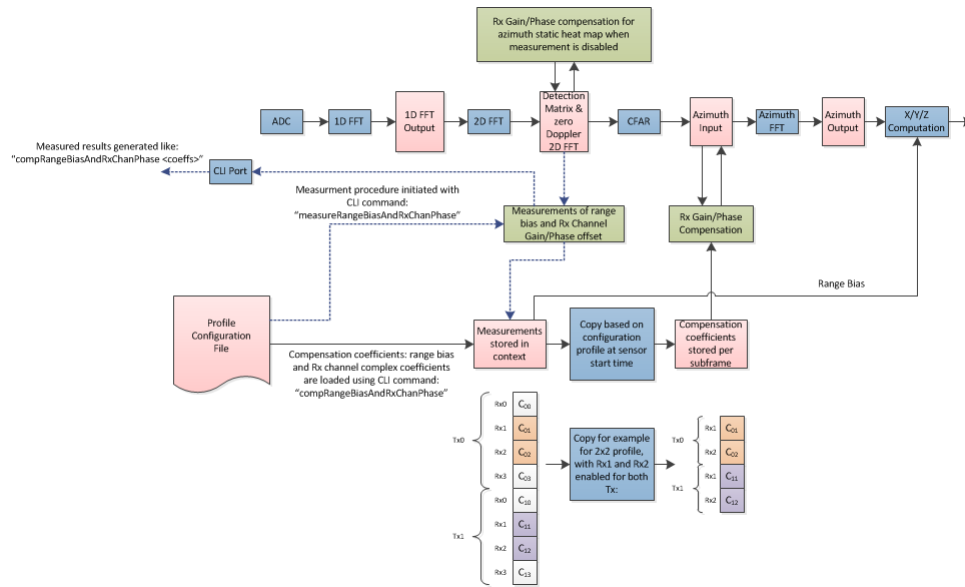 Rx Gain/Phase compensation for
azimuth static heat map when
measurement is disabled
ADC
1D FFT
1D FFT
Output
2D FFT
Detection
Matrix &
zero
Doppler
2D FFT
CFAR
Azimuth
Input
Azimuth
FFT
Azimuth
Output
X/Y/Z
Computation
Measured results generated like:
"compRangeBiasAndRxChanPhase <coeffs>"
CLI Port
Measurment procedure initiated with
CLI command:
"measureRangeBiasAndRxChanPhase"
Measurements of range
bias and Rx Channel
Gain/Phase offset
Rx Gain/Phase
Compensation
Range Bias
Profile
Configuration
File
Compensation coefficients: range bias
and Rx channel complex coefficients
are loaded using CLI command:
"compRangeBiasAndRxChanPhase"
Measurements
stored in
context
Copy based on
configuration
profile at sensor
start time
Compensation
coefficients
stored per
subframe
Tx0
Rx0 C00
Rx1 C01
Rx2 C02
Rx3 C03
Tx1
Rx0 C10
Rx1 C11
Rx2 C12
Rx3 C13
Copy for example
for 2x2 profile,
with Rx1 and Rx2
enabled for both
Tx:
Tx0
Rx1 C01
Rx2 C02
Tx1
Rx1 C11
Rx2 C12